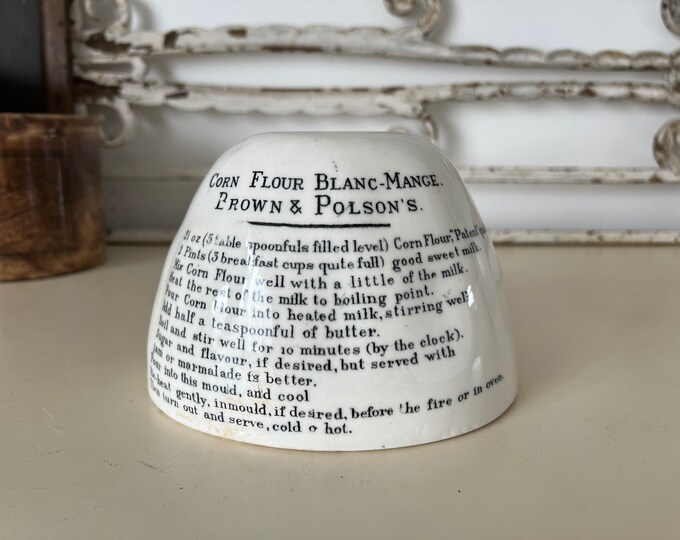 CORN FLOUR BLANC-MANGE.
BROWN & POLSON'S.
oz (5 table spoonfuls filled level) Corn Flour, "Patent"
Pints (3 breakfast cups quite full) good sweet milk.
Mix Corn Flour well with a little of the milk.
Heat the rest of the milk to boiling point.
Pour Corn Flour into heated milk, stirring well
Add half a teaspoonful of butter.
Boil and stir well for 10 minutes (by the clock).
Sugar and flavour, if desired, but served with
jam or marmalade is better.
Pour into this mould, and cool
Re-heat gently, inmould, if desired, before the fire or in oven.
Then turn out and serve, cold or hot.